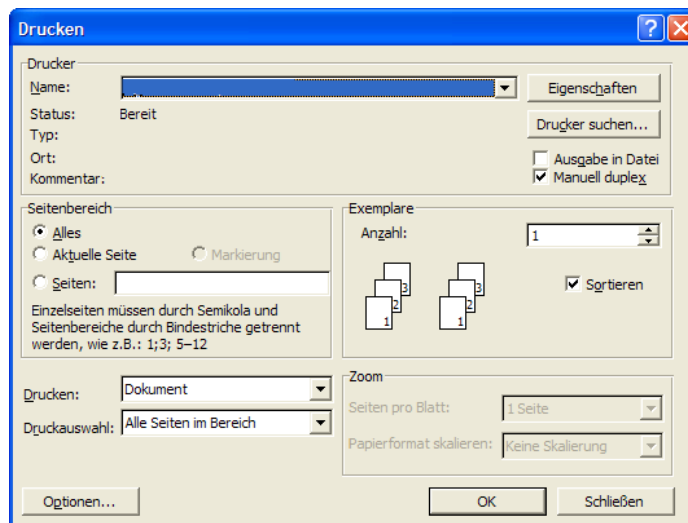 Drucken
Drucker
Name:
Eigenschaften
Status: Bereit
Drucker suchen...
Typ:
Ort:
Ausgabe in Datei
Kommentar:
Manuell duplex
Seitenbereich
Alles
Aktuelle Seite Markierung
Seiten:
Einzelseiten müssen durch Semikola und
Seitenbereiche durch Bindestriche getrennt
werden, wie z.B.: 1;3; 5–12
Exemplare
Anzahl: 1
3 3
2 2
1 1
Sortieren
Drucken: Dokument
Druckauswahl: Alle Seiten im Bereich
Zoom
Seiten pro Blatt: 1 Seite
Papierformat skalieren: Keine Skalierung
Optionen... OK Schließen